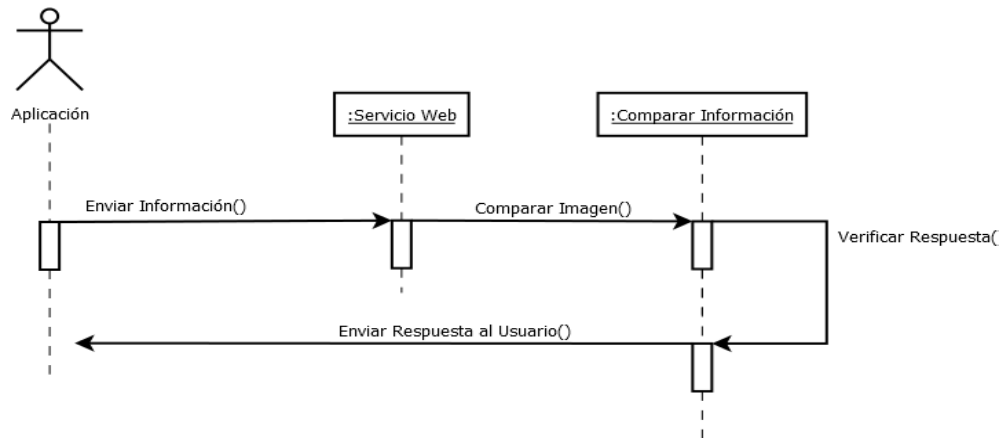 Aplicación
:Servicio Web
:Comparar Información
Enviar Información()
Comparar Imagen()
Verificar Respuesta(
Enviar Respuesta al Usuario()